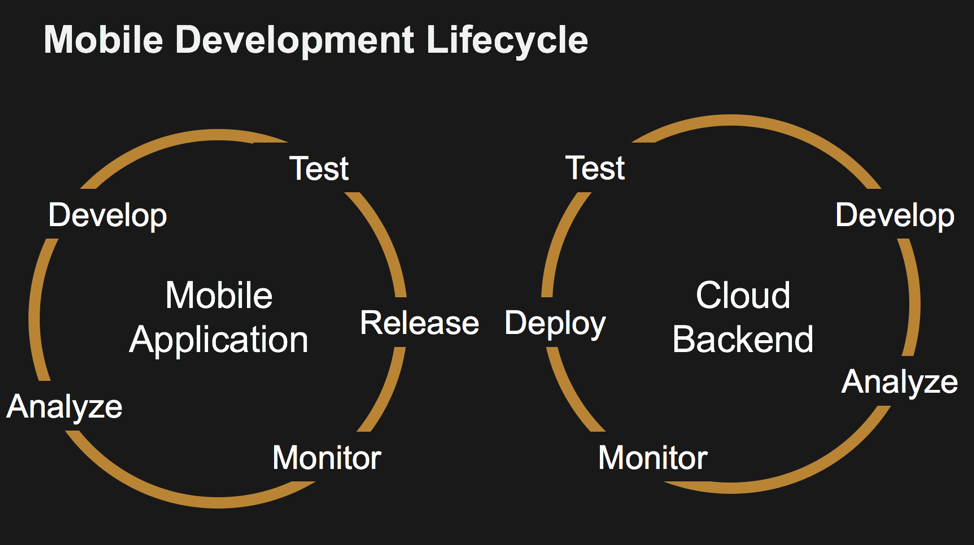 Mobile Development Lifecycle
Test
Develop
Mobile
Application
Release
Analyze
Monitor
Test
Develop
Cloud
Backend
Deploy
Analyze
Monitor